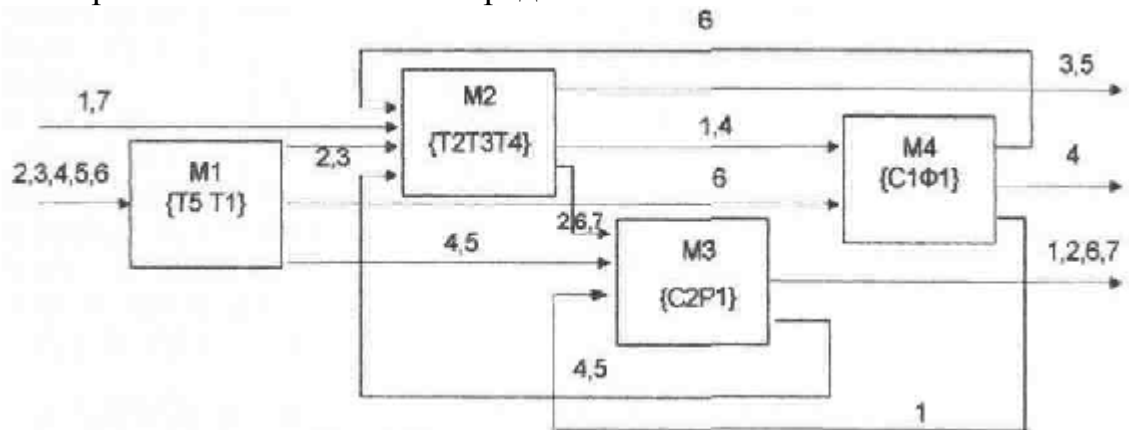 6
3,5
1,7
M2
{T2T3T4}
1,4
M4
{C1Ф1}
4
2,3
2,3,4,5,6
M1
{T5 T1}
6
2,6,7
4,5
M3
{C2P1}
1,2,6,7
4,5
1